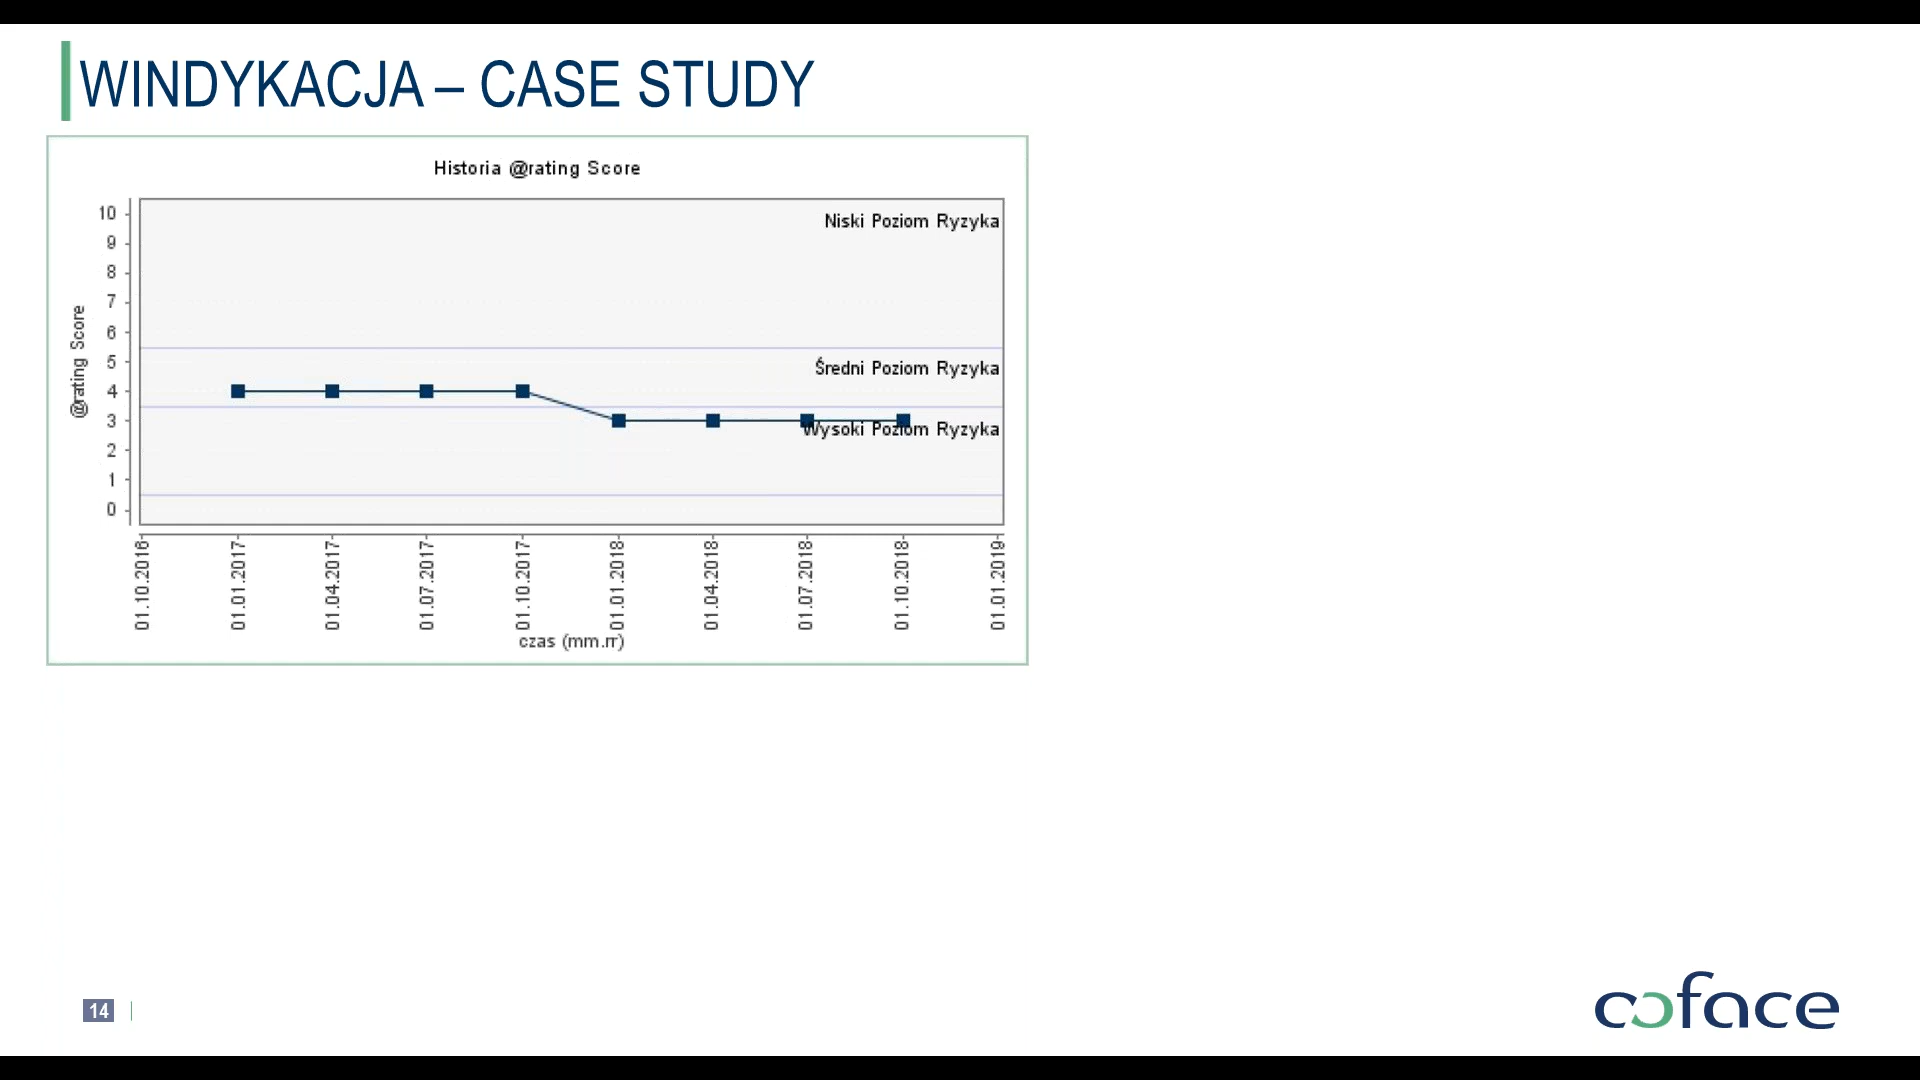 WINDYKACJA – CASE STUDY
Historia @rating Score
Niski Poziom Ryzyka
Średni Poziom Ryzyka
Wysoki Poziom Ryzyka
@rating Score
10
9
8
7
6
5
4
3
2
1
0
01.10.2016
01.01.2017
01.04.2017
01.07.2017
01.10.2017
01.01.2018
01.04.2018
01.07.2018
01.10.2018
01.01.2019
czas (mm.rr)
14
coface